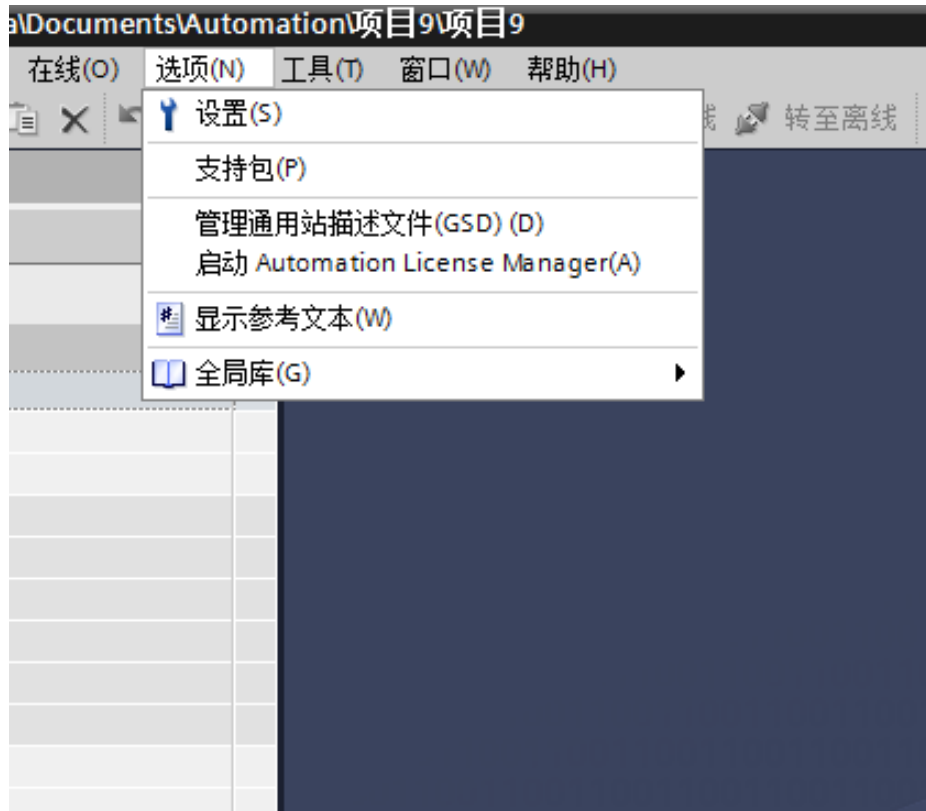 a\Documents\Automation\项目9\项目9
在线(O) 选项(N) 工具(T) 窗口(W) 帮助(H)
线 转至离线
设置(S)
支持包(P)
管理通用站描述文件(GSD) (D)
启动 Automation License Manager(A)
显示参考文本(W)
全局库(G)